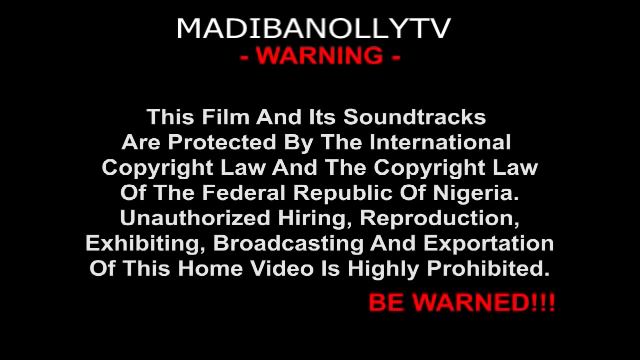 MADIBANOLLYTV
- WARNING -
This Film And Its Soundtracks
Are Protected By The International
Copyright Law And The Copyright Law
Of The Federal Republic Of Nigeria.
Unauthorized Hiring, Reproduction,
Exhibiting, Broadcasting And Exportation
Of This Home Video Is Highly Prohibited.
BE WARNED!!!